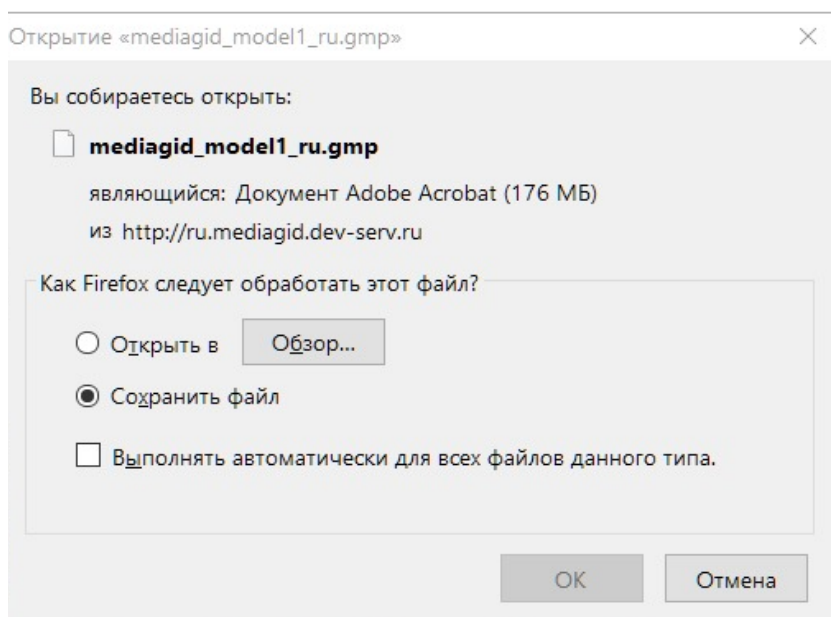 Открытие «mediagid_model1_ru.gmp»
Вы собираетесь открыть:
mediagid_model1_ru.gmp
являющийся: Документ Adobe Acrobat (176 МБ)
из http://ru.mediagid.dev-serv.ru
Как Firefox следует обработать этот файл?
Открыть в Обзор...
Сохранить файл
Выполнять автоматически для всех файлов данного типа.
OK Отмена